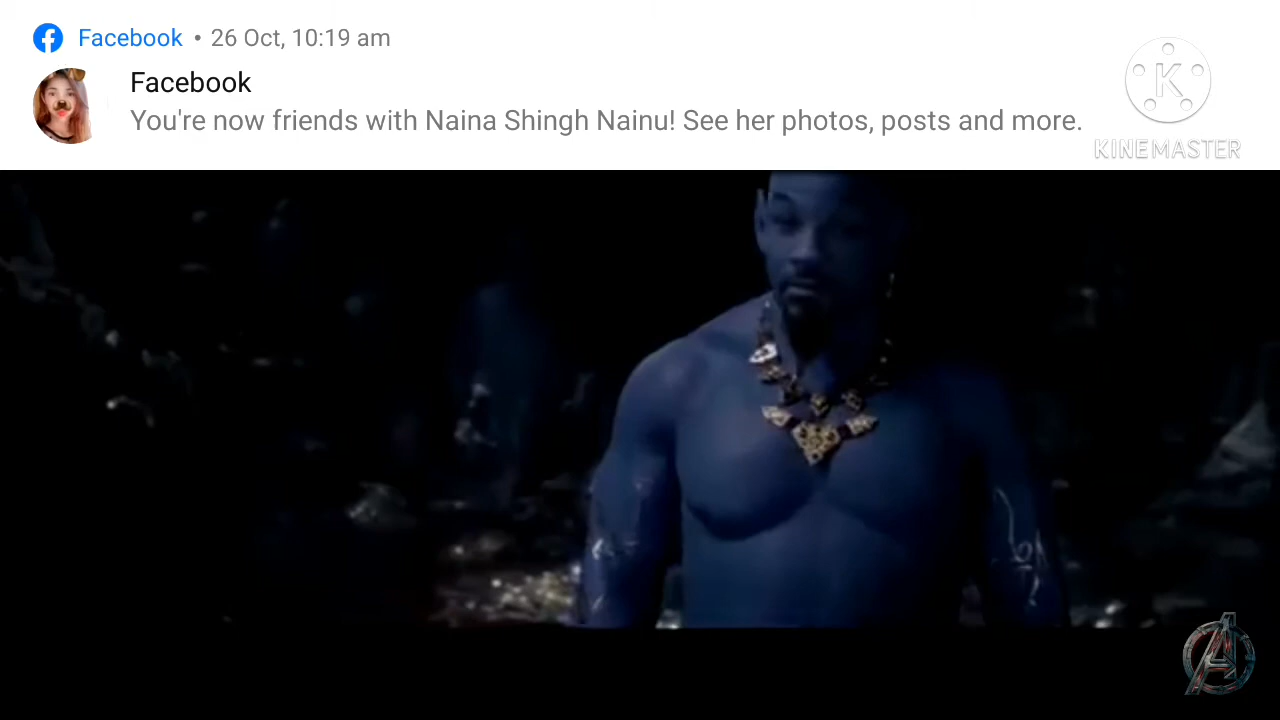 Facebook • 26 Oct, 10:19 am
Facebook
You're now friends with Naina Shingh Nainu! See her photos, posts and more.
K
KINEMASTER